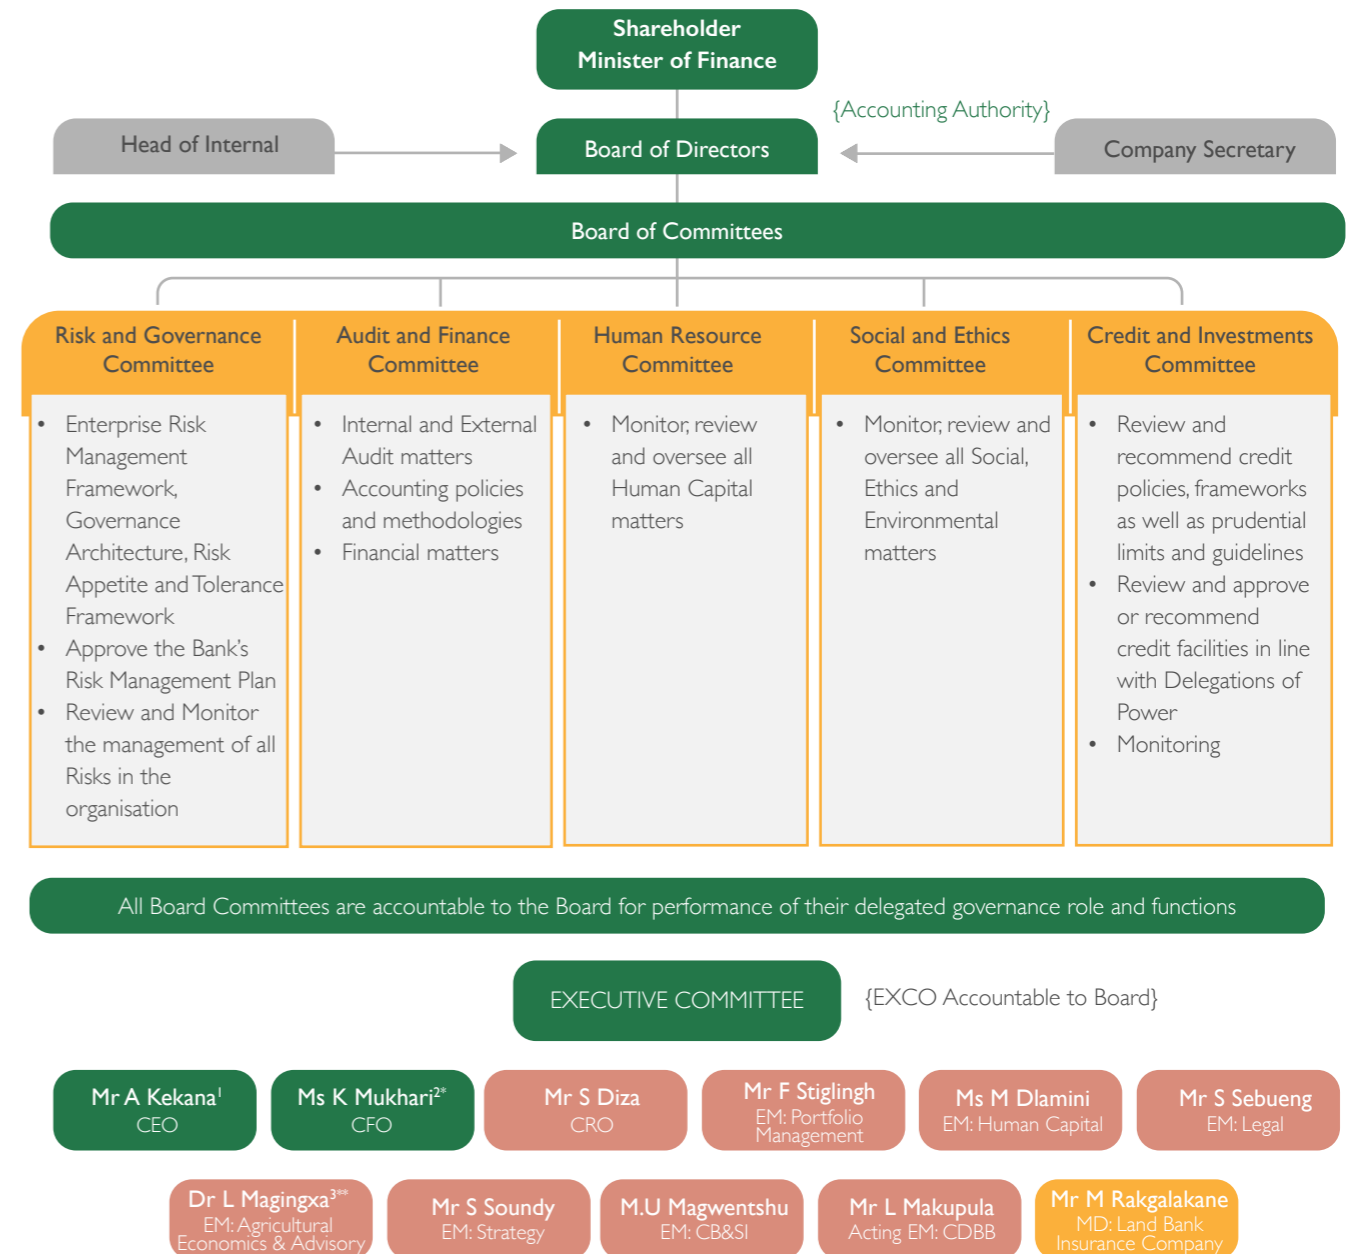 Shareholder
Minister of Finance
{Accounting Authority}
Head of Internal
Board of Directors
Company Secretary
Board of Committees
Risk and Governance
Committee
• Enterprise Risk
Management
Framework,
Governance
Architecture, Risk
Appetite and Tolerance
Framework
• Approve the Bank's
Risk Management Plan
• Review and Monitor
the management of all
Risks in the
organisation
Audit and Finance
Committee
• Internal and External
Audit matters
• Accounting policies
and methodologies
• Financial matters
Human Resource
Committee
• Monitor, review
and oversee all
Human Capital
matters
Social and Ethics
Committee
• Monitor, review and
oversee all Social,
Ethics and
Environmental
matters
Credit and Investments
Committee
• Review and
recommend credit
policies, frameworks
as well as prudential
limits and guidelines
• Review and approve
or recommend
credit facilities in line
with Delegations of
Power
• Monitoring
All Board Committees are accountable to the Board for performance of their delegated governance role and functions
EXECUTIVE COMMITTEE
{EXCO Accountable to Board}
Mr A Kekana¹
CEO
Ms K Mukhari²*
CFO
Mr S Diza
CRO
Mr F Stiglingh
EM: Portfolio
Management
Ms M Dlamini
EM: Human Capital
Mr S Sebueng
EM: Legal
Dr L Magingxa³**
EM: Agricultural
Economics & Advisory
Mr S Soundy
EM: Strategy
M.U Magwentshu
EM: CB&SI
Mr L Makupula
Acting EM: CDBB
Mr M Rakgalakane
MD: Land Bank
Insurance Company